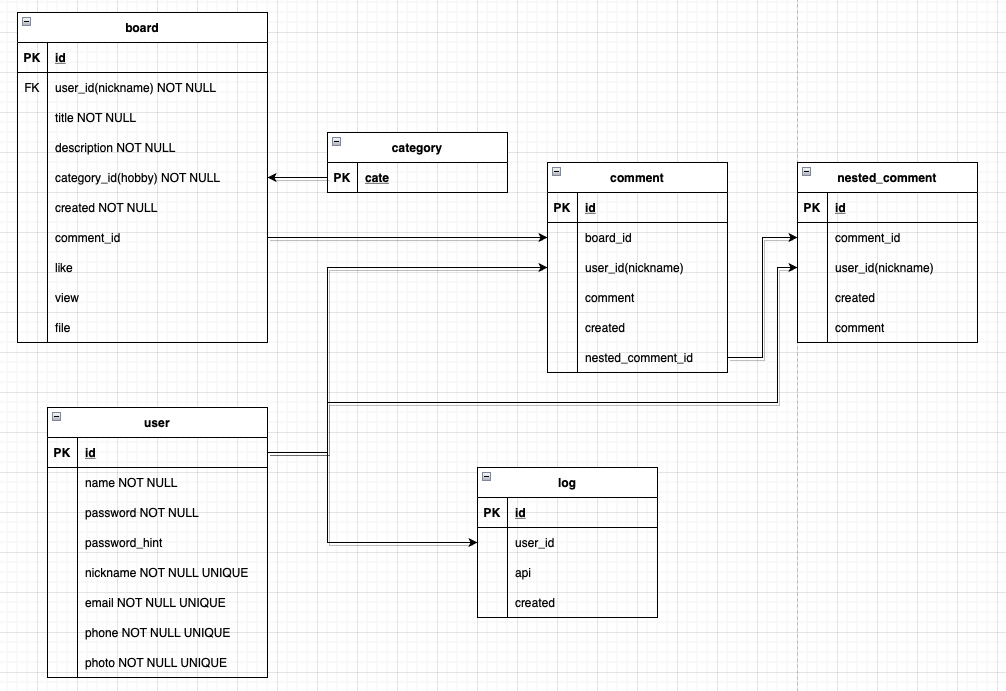 board
PK id
FK user_id(nickname) NOT NULL
title NOT NULL
description NOT NULL
category_id(hobby) NOT NULL
created NOT NULL
comment_id
like
view
file
category
PK cate
comment
PK id
board_id
user_id(nickname)
comment
created
nested_comment_id
nested_comment
PK id
comment_id
user_id(nickname)
created
comment
user
PK id
name NOT NULL
password NOT NULL
password_hint
nickname NOT NULL UNIQUE
email NOT NULL UNIQUE
phone NOT NULL UNIQUE
photo NOT NULL UNIQUE
log
PK id
user_id
api
created